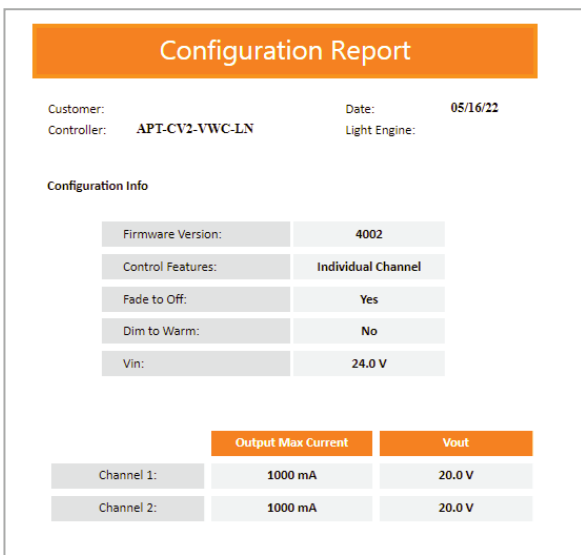 Configuration Report
Customer: Date: 05/16/22
Controller: APT-CV2-VWC-LN Light Engine:
Configuration Info
Firmware Version: 4002
Control Features: Individual Channel
Fade to Off: Yes
Dim to Warm: No
Vin: 24.0 V
Output Max Current Vout
Channel 1: 1000 mA 20.0 V
Channel 2: 1000 mA 20.0 V